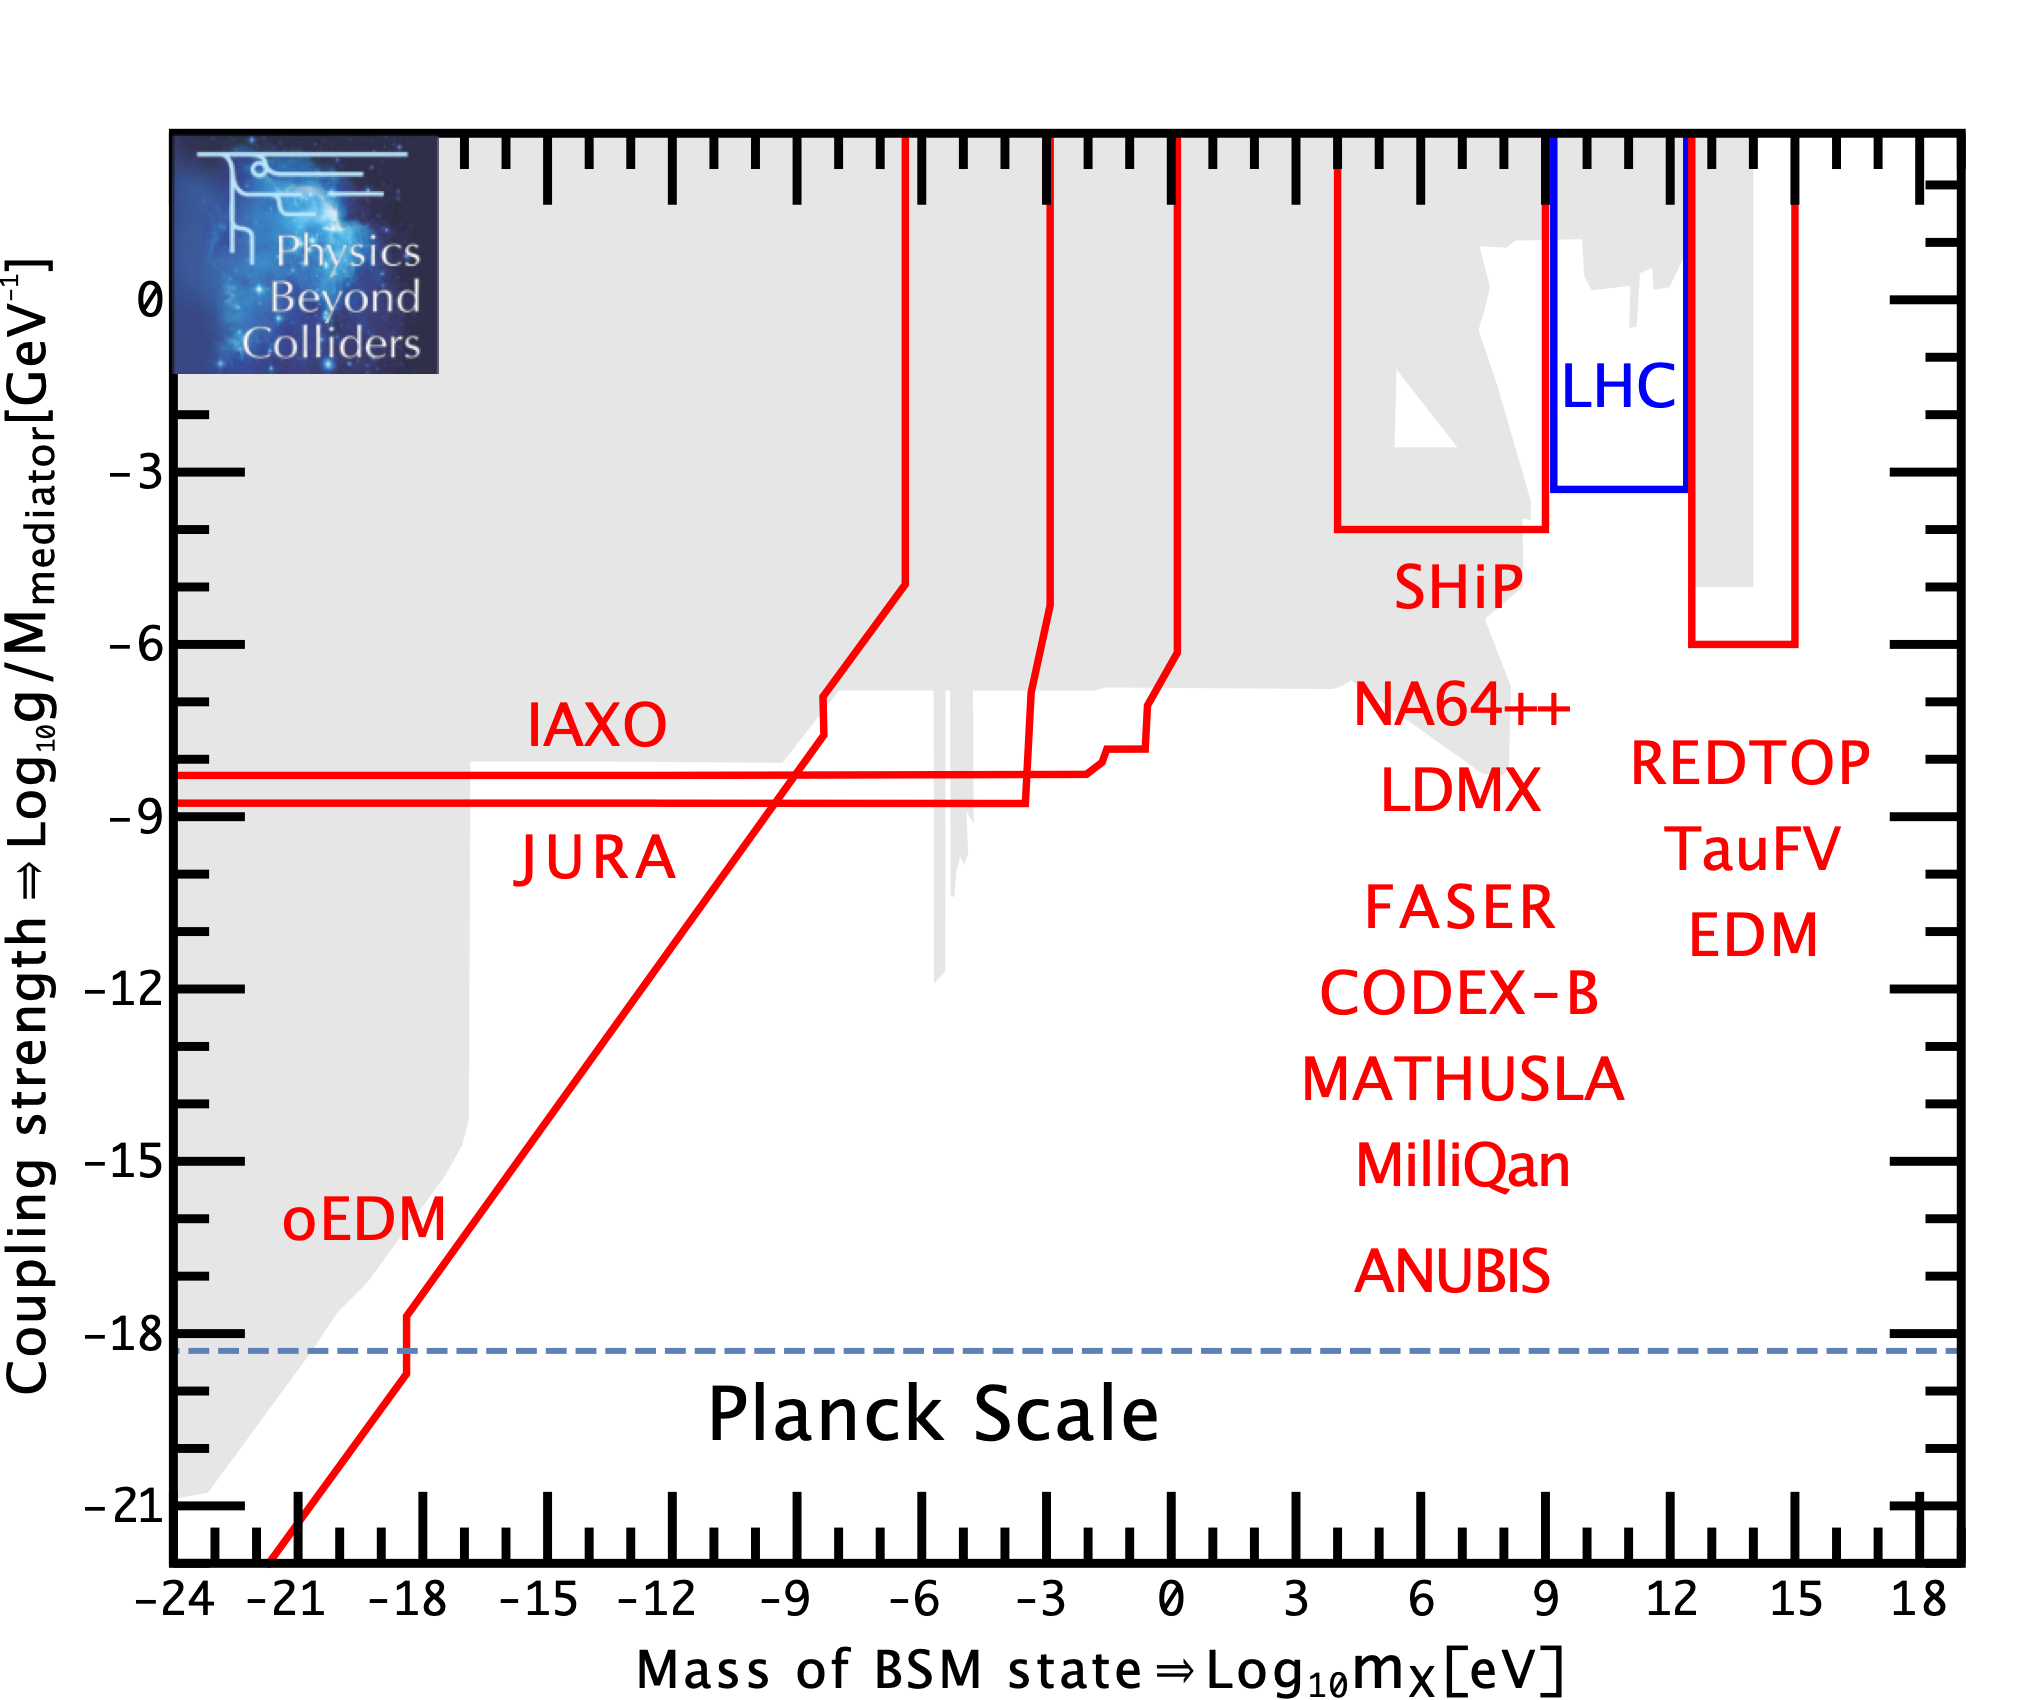 Physics
Beyond
Colliders
Coupling strength ⇒ Log₁₀g/Mmediator[GeV⁻¹]
0
-3
-6
-9
-12
-15
-18
-21
LHC
SHiP
IAXO
NA64++
REDTOP
LDMX
JURA
TauFV
FASER
EDM
CODEX-B
MATHUSLA
MilliQan
oEDM
ANUBIS
Planck Scale
-24 -21 -18 -15 -12 -9 -6 -3 0 3 6 9 12 15 18
Mass of BSM state ⇒ Log₁₀mX[eV]